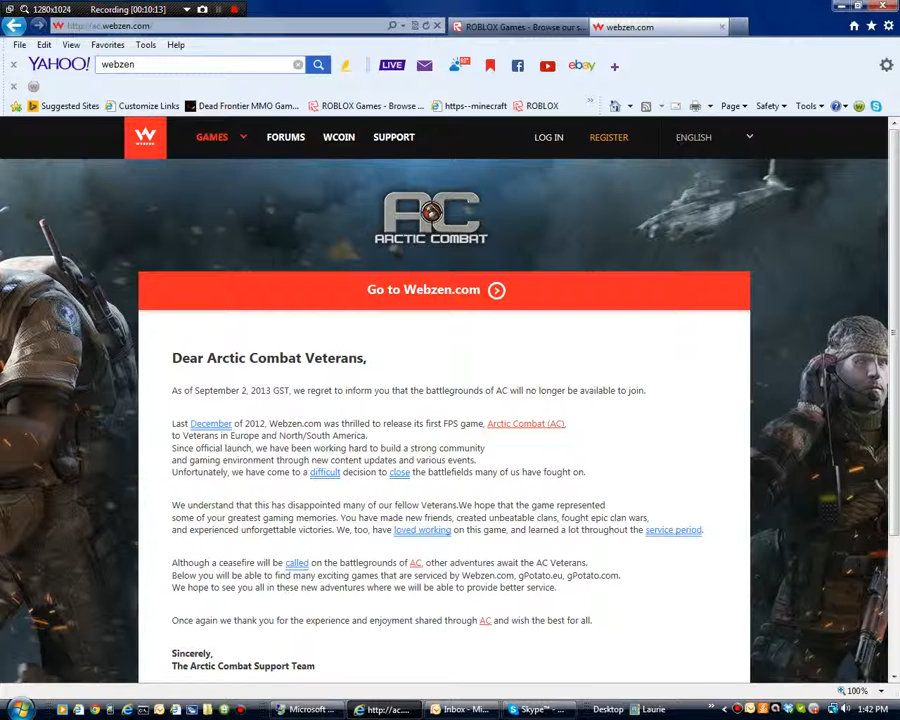 1280x1024 Recording [00:10:13]
http://ac.webzen.com/ ROBLOX Games - Browse our s... webzen.com
File Edit View Favorites Tools Help
YAHOO! webzen LIVE ebay
Suggested Sites Customize Links Dead Frontier MMO Gam... ROBLOX Games - Browse ... https--minecraft ROBLOX Page Safety Tools
WEBZEN GAMES FORUMS WCOIN SUPPORT LOG IN REGISTER ENGLISH
AC
ARCTIC COMBAT
Go to Webzen.com
Dear Arctic Combat Veterans,
As of September 2, 2013 GST, we regret to inform you that the battlegrounds of AC will no longer be available to join.
Last December of 2012, Webzen.com was thrilled to release its first FPS game, Arctic Combat (AC),
to Veterans in Europe and North/South America.
Since official launch, we have been working hard to build a strong community
and gaming environment through new content updates and various events.
Unfortunately, we have come to a difficult decision to close the battlefields many of us have fought on.
We understand that this has disappointed many of our fellow Veterans.We hope that the game represented
some of your greatest gaming memories. You have made new friends, created unbeatable clans, fought epic clan wars,
and experienced unforgettable victories. We, too, have loved working on this game, and learned a lot throughout the service period.
Although a ceasefire will be called on the battlegrounds of AC, other adventures await the AC Veterans.
Below you will be able to find many exciting games that are serviced by Webzen.com, gPotato.eu, gPotato.com.
We hope to see you all in these new adventures where we will be able to provide better service.
Once again we thank you for the experience and enjoyment shared through AC and wish the best for all.
Sincerely,
The Arctic Combat Support Team
100%
Microsoft ... http://ac.... Inbox - Mi... Skype™ - ... Desktop Laurie 1:42 PM